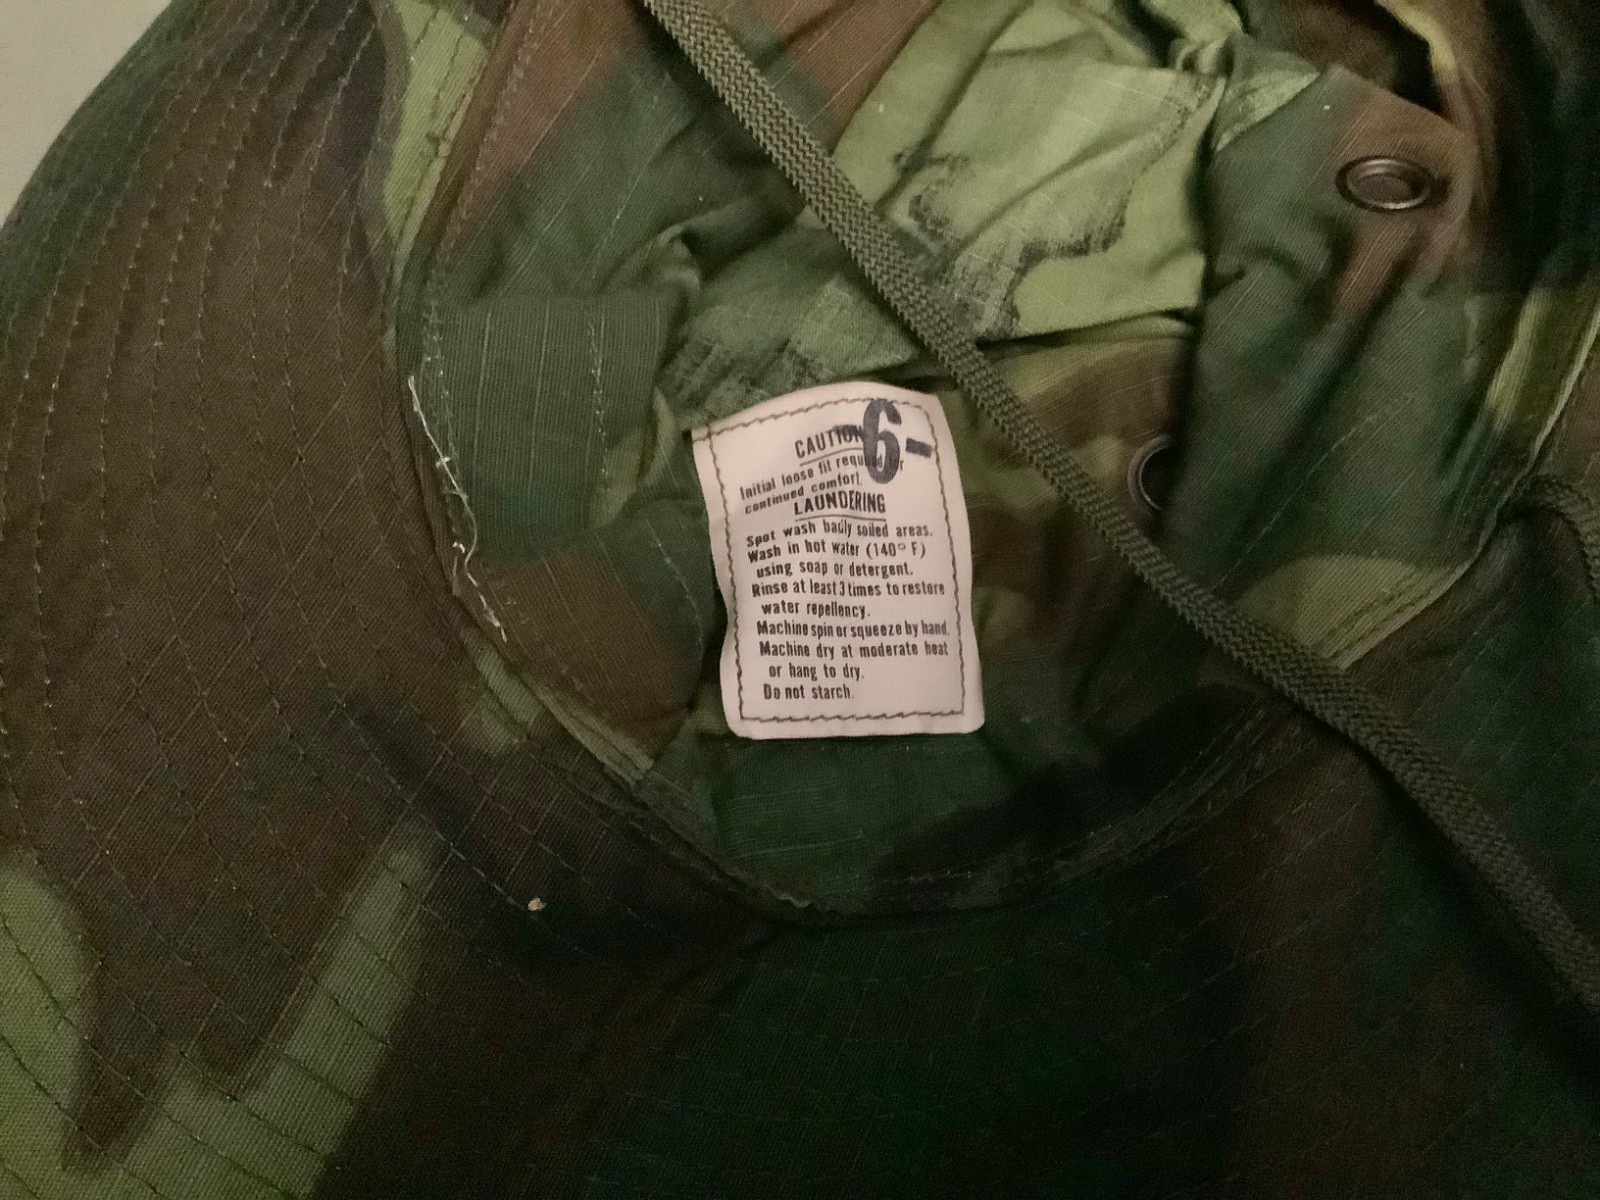 -6-
CAUTION
Initial loose fit required for
continued comfort.
LAUNDERING
Spot wash badly soiled areas.
Wash in hot water (140° F)
using soap or detergent.
Rinse at least 3 times to restore
water repellency.
Machine spin or squeeze by hand.
Machine dry at moderate heat
or hang to dry.
Do not starch.